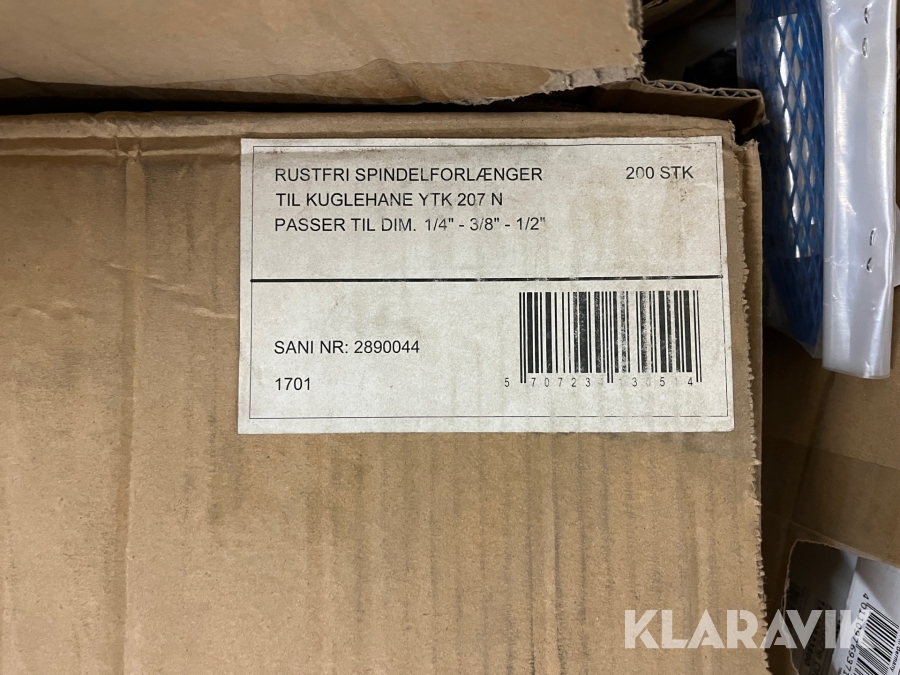 RUSTFRI SPINDELFORLÆNGER 200 STK
TIL KUGLEHANE YTK 207 N
PASSER TIL DIM. 1/4" - 3/8" - 1/2"
SANI NR: 2890044
1701
KLARAVIK